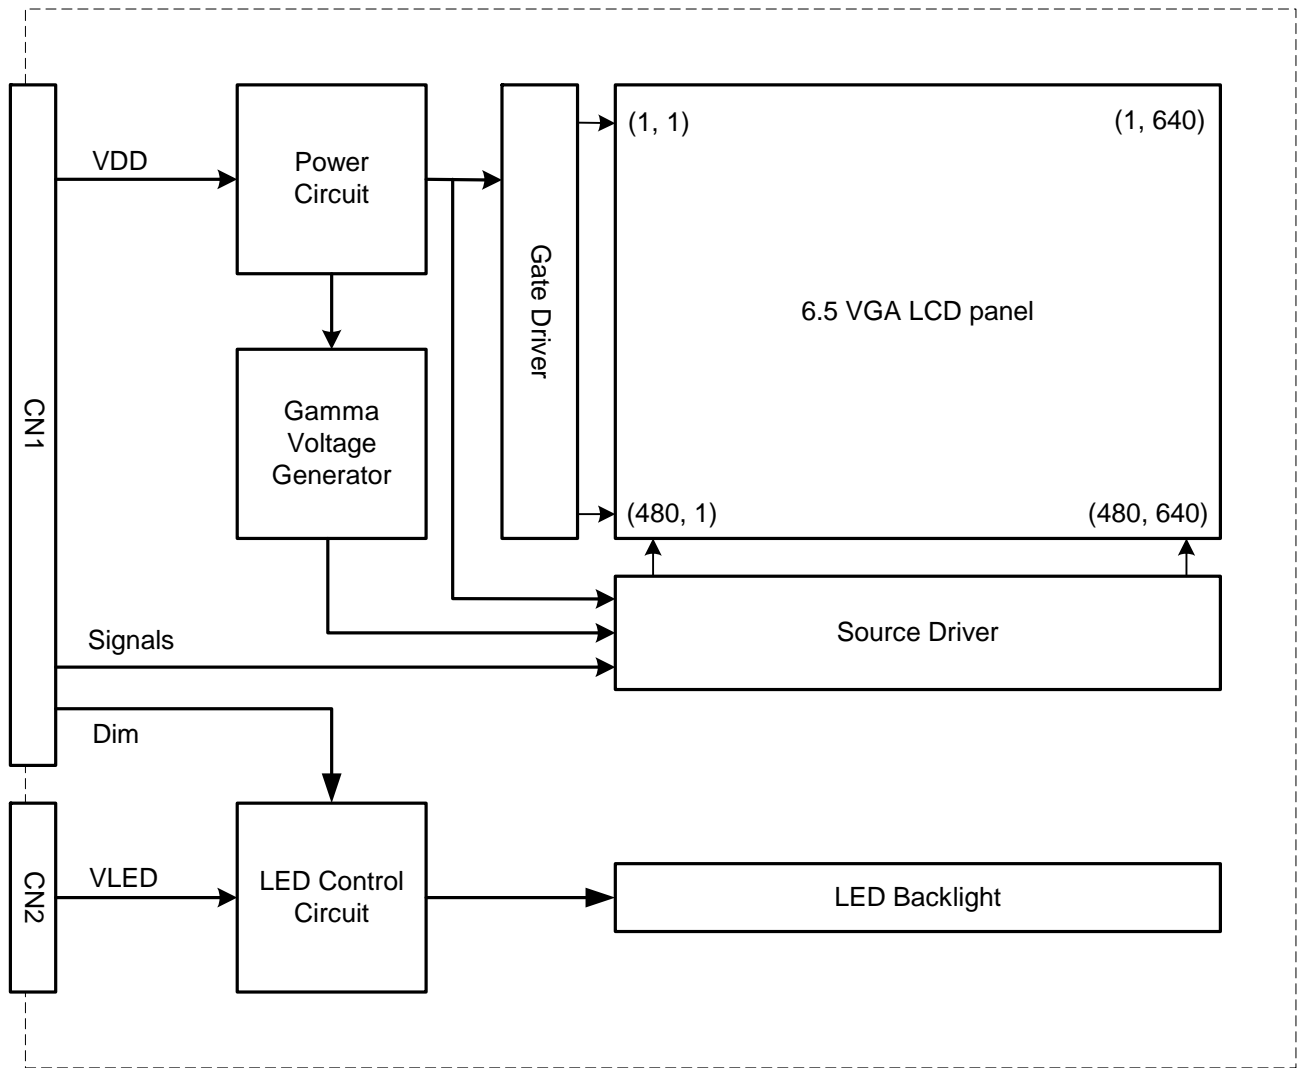 (1, 1)
(1, 640)
VDD
Power
Circuit
Gate Driver
6.5 VGA LCD panel
CN1
Gamma
Voltage
Generator
(480, 1)
(480, 640)
Signals
Source Driver
Dim
CN2
VLED
LED Control
Circuit
LED Backlight